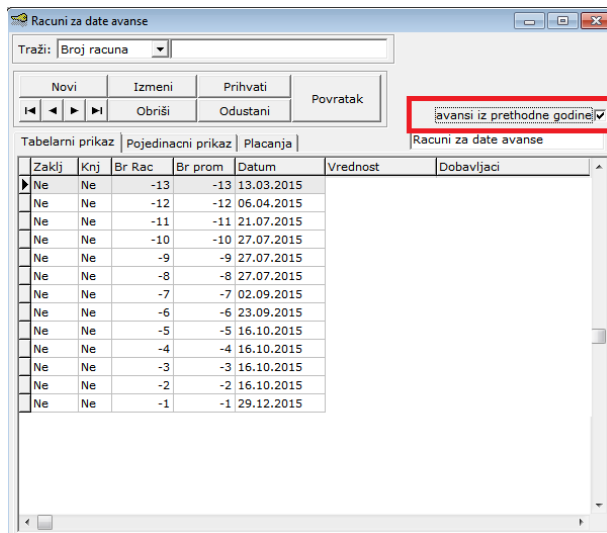 Racuni za date avanse
Traži: Broj racuna
Novi Izmeni Prihvati Povratak
Obriši Odustani
avansi iz prethodne godine
Tabelarni prikaz Pojedinacni prikaz Placanja Racuni za date avanse
Zaklj Knj Br Rac Br prom Datum Vrednost Dobavljaci
Ne Ne -13 -13 13.03.2015
Ne Ne -12 -12 06.04.2015
Ne Ne -11 -11 21.07.2015
Ne Ne -10 -10 27.07.2015
Ne Ne -9 -9 27.07.2015
Ne Ne -8 -8 27.07.2015
Ne Ne -7 -7 02.09.2015
Ne Ne -6 -6 23.09.2015
Ne Ne -5 -5 16.10.2015
Ne Ne -4 -4 16.10.2015
Ne Ne -3 -3 16.10.2015
Ne Ne -2 -2 16.10.2015
Ne Ne -1 -1 29.12.2015